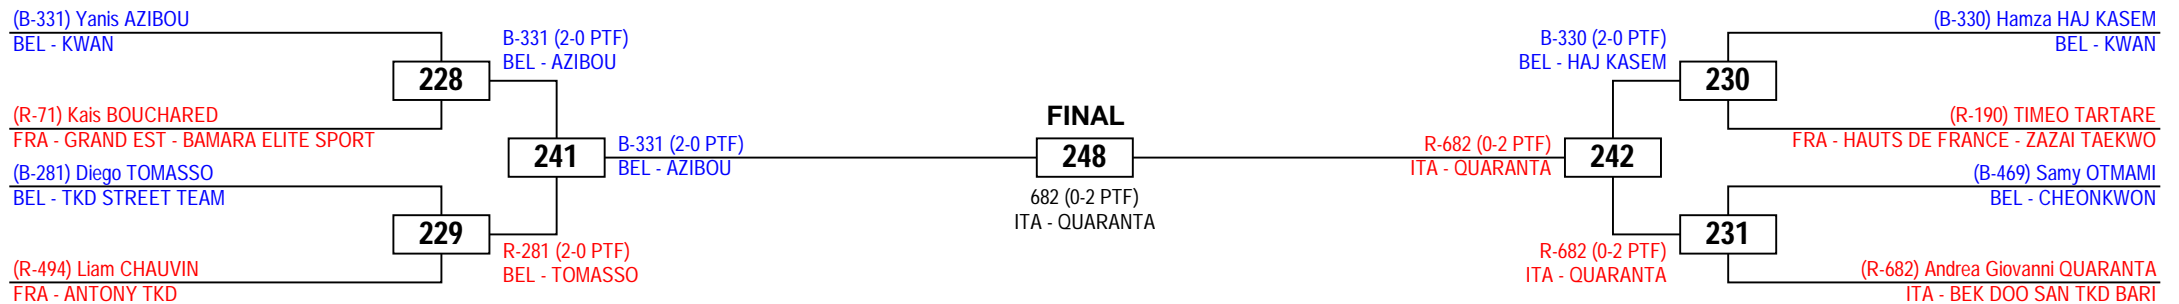 (B-331) Yanis AZIBOU
BEL - KWAN
228
(R-71) Kais BOUCHARED
FRA - GRAND EST - BAMARA ELITE SPORT
(B-281) Diego TOMASSO
BEL - TKD STREET TEAM
229
(R-494) Liam CHAUVIN
FRA - ANTONY TKD
B-331 (2-0 PTF)
BEL - AZIBOU
241
R-281 (2-0 PTF)
BEL - TOMASSO
B-331 (2-0 PTF)
BEL - AZIBOU
FINAL
248
682 (0-2 PTF)
ITA - QUARANTA
R-682 (0-2 PTF)
ITA - QUARANTA
B-330 (2-0 PTF)
BEL - HAJ KASEM
242
R-682 (0-2 PTF)
ITA - QUARANTA
(B-330) Hamza HAJ KASEM
BEL - KWAN
230
(R-190) TIMEO TARTARE
FRA - HAUTS DE FRANCE - ZAZAI TAEKWO
(B-469) Samy OTMAMI
BEL - CHEONKWON
231
(R-682) Andrea Giovanni QUARANTA
ITA - BEK DOO SAN TKD BARI